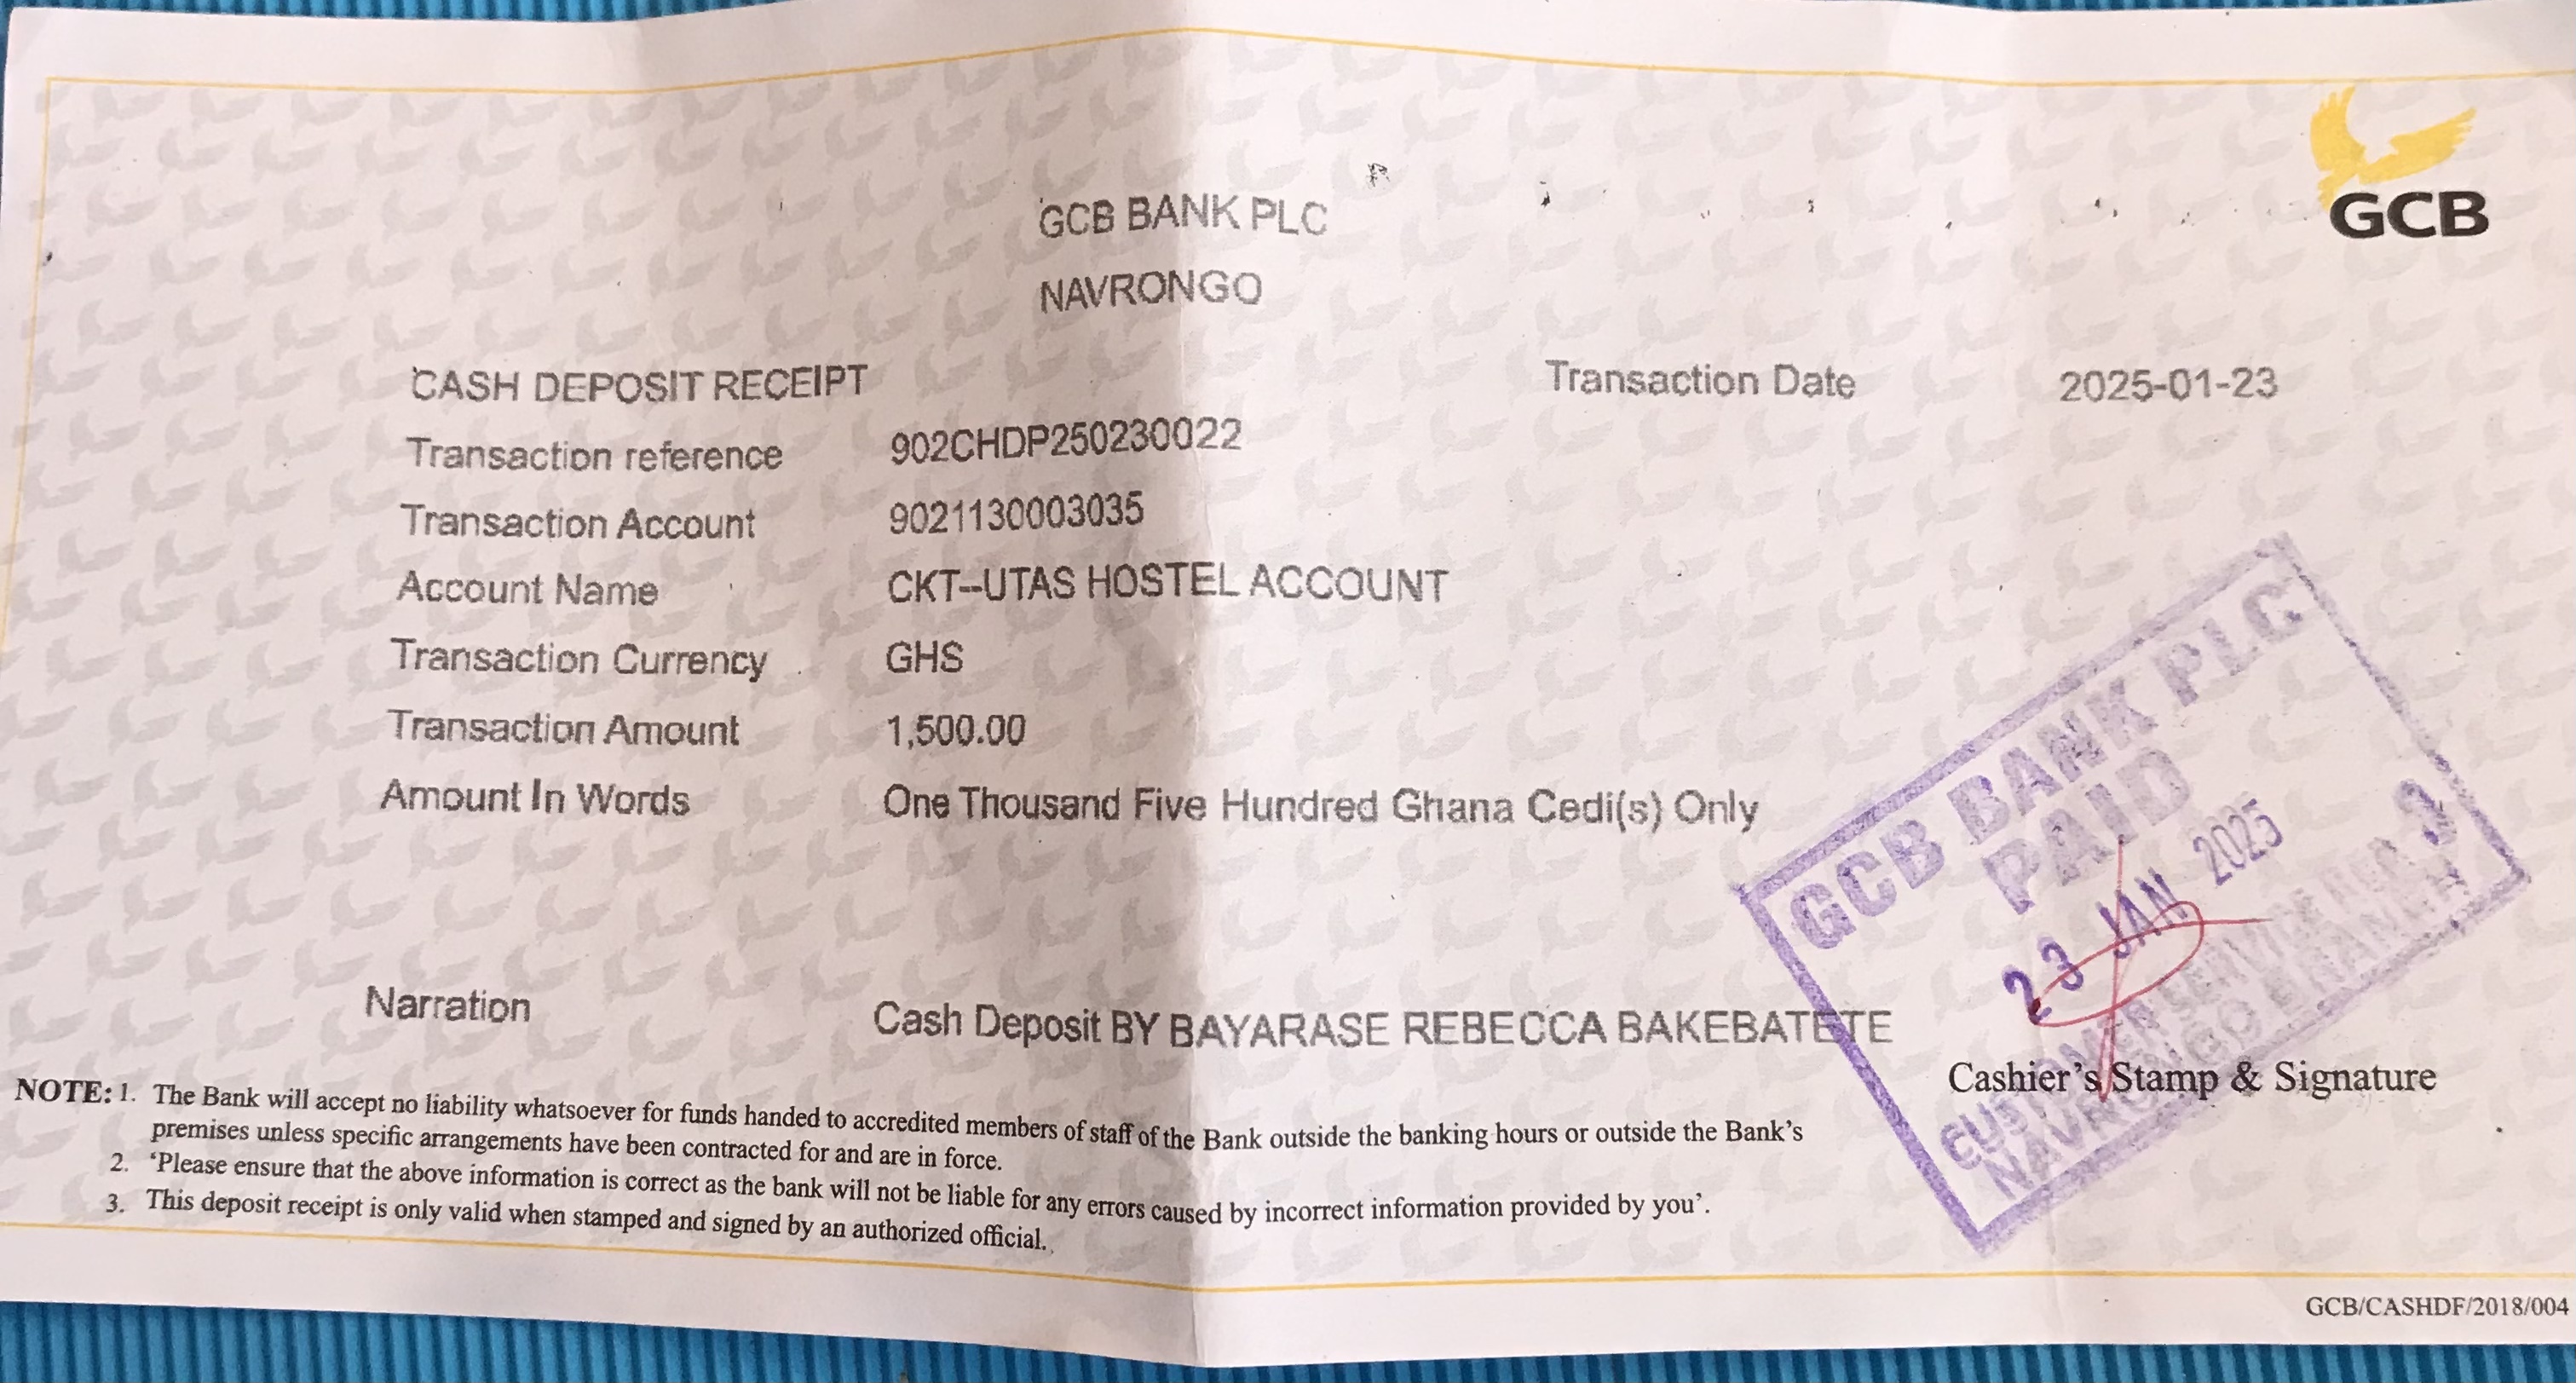 GCB
GCB BANK PLC
NAVRONGO
CASH DEPOSIT RECEIPT Transaction Date 2025-01-23
Transaction reference 902CHDP250230022
Transaction Account 9021130003035
Account Name CKT--UTAS HOSTEL ACCOUNT
Transaction Currency GHS
Transaction Amount 1,500.00
Amount In Words One Thousand Five Hundred Ghana Cedi(s) Only
GCB BANK PLC
PAID
23 JAN 2025
3
CUSTOMER SERVICE
NAVRONGO BRANCH
Narration Cash Deposit BY BAYARASE REBECCA BAKEBATETE
Cashier's Stamp & Signature
NOTE: 1. The Bank will accept no liability whatsoever for funds handed to accredited members of staff of the Bank outside the banking hours or outside the Bank's
premises unless specific arrangements have been contracted for and are in force.
2. 'Please ensure that the above information is correct as the bank will not be liable for any errors caused by incorrect information provided by you'.
3. This deposit receipt is only valid when stamped and signed by an authorized official.
GCB/CASHDF/2018/004